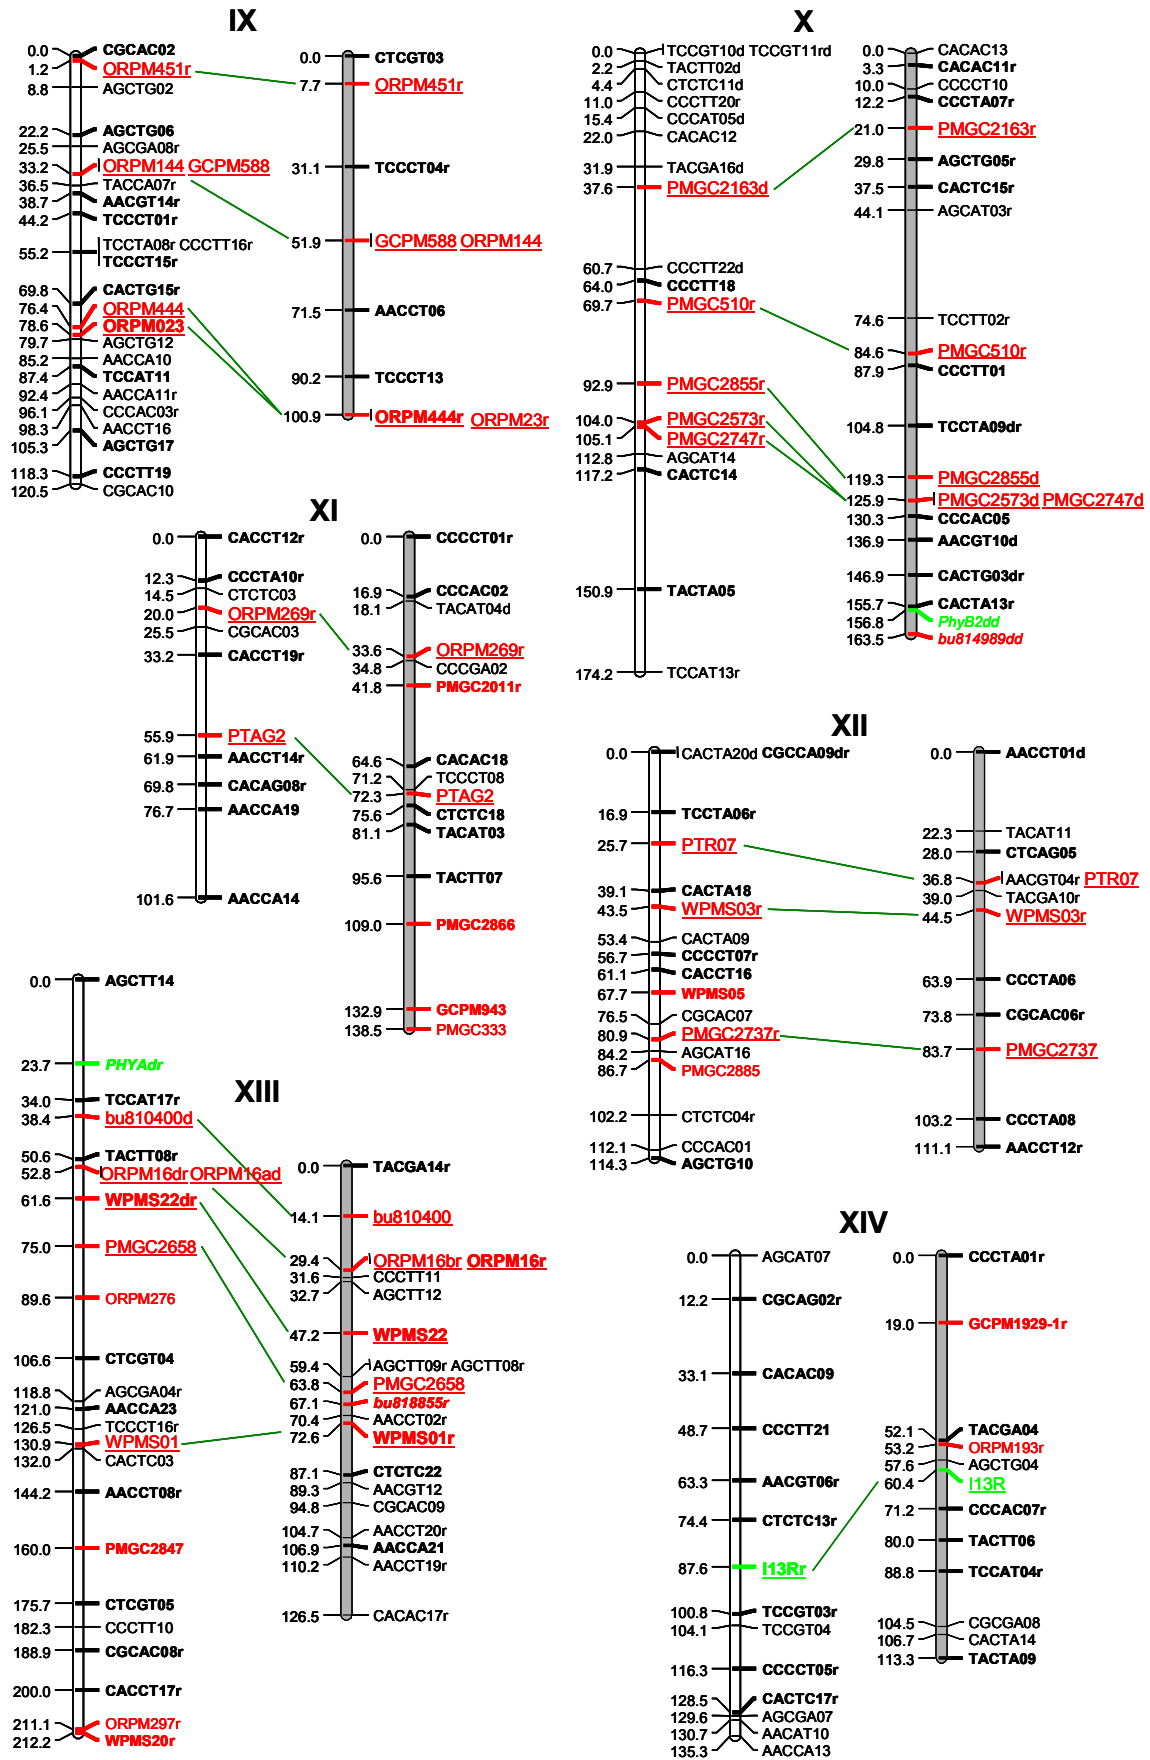 IX
0.0 CGCAC02
1.2 ORPM451r
8.8 AGCTG02
22.2 AGCTG06
25.5 AGCGA08r
33.2 ORPM144 GCPM588
36.5 TACCA07r
38.7 AACGT14r
44.2 TCCCT01r
TCCTA08r CCCTT16r
55.2 TCCCT15r
69.8 CACTG15r
76.4 ORPM444
78.6 ORPM023
79.7 AGCTG12
85.2 AACCA10
87.4 TCCAT11
92.4 AACCA11r
96.1 CCCAC03r
98.3 AACCT16
105.3 AGCTG17
118.3 CCCTT19
120.5 CGCAC10
0.0 CTCGT03
7.7 ORPM451r
31.1 TCCCT04r
51.9 GCPM588 ORPM144
71.5 AACCT06
90.2 TCCCT13
100.9 ORPM444r ORPM23r
X
0.0 TCCGT10d TCCGT11rd
2.2 TACTT02d
4.4 CTCTC11d
11.0 CCCTT20r
15.4 CCCAT05d
22.0 CACAC12
31.9 TACGA16d
37.6 PMGC2163d
60.7 CCCTT22d
64.0 CCCTT18
69.7 PMGC510r
92.9 PMGC2855r
104.0 PMGC2573r
105.1 PMGC2747r
112.8 AGCAT14
117.2 CACTC14
150.9 TACTA05
174.2 TCCAT13r
0.0 CACAC13
3.3 CACAC11r
10.0 CCCCT10
12.2 CCCTA07r
21.0 PMGC2163r
29.8 AGCTG05r
37.5 CACTC15r
44.1 AGCAT03r
74.6 TCCTT02r
84.6 PMGC510r
87.9 CCCTT01
104.8 TCCTA09dr
119.3 PMGC2855d
125.9 PMGC2573d PMGC2747d
130.3 CCCAC05
136.9 AACGT10d
146.9 CACTG03dr
155.7 CACTA13r
156.8 PhyB2dd
163.5 bu814989dd
XI
0.0 CACCT12r
12.3 CCCTA10r
14.5 CTCTC03
20.0 ORPM269r
25.5 CGCAC03
33.2 CACCT19r
55.9 PTAG2
61.9 AACCT14r
69.8 CACAG08r
76.7 AACCA19
101.6 AACCA14
0.0 CCCCT01r
16.9 CCCAC02
18.1 TACAT04d
33.6 ORPM269r
34.8 CCCGA02
41.8 PMGC2011r
64.6 CACAC18
71.2 TCCCT08
72.3 PTAG2
75.6 CTCTC18
81.1 TACAT03
95.6 TACTT07
109.0 PMGC2866
132.9 GCPM943
138.5 PMGC333
XII
0.0 CACTA20d CGCCA09dr
16.9 TCCTA06r
25.7 PTR07
39.1 CACTA18
43.5 WPMS03r
53.4 CACTA09
56.7 CCCCT07r
61.1 CACCT16
67.7 WPMS05
76.5 CGCAC07
80.9 PMGC2737r
84.2 AGCAT16
86.7 PMGC2885
102.2 CTCTC04r
112.1 CCCAC01
114.3 AGCTG10
0.0 AACCT01d
22.3 TACAT11
28.0 CTCAG05
36.8 AACGT04r PTR07
39.0 TACGA10r
44.5 WPMS03r
63.9 CCCTA06
73.8 CGCAC06r
83.7 PMGC2737
103.2 CCCTA08
111.1 AACCT12r
XIII
0.0 AGCTT14
23.7 PHYAdr
34.0 TCCAT17r
38.4 bu810400d
50.6 TACTT08r
52.8 ORPM16dr ORPM16ad
61.6 WPMS22dr
75.0 PMGC2658
89.6 ORPM276
106.6 CTCGT04
118.8 AGCGA04r
121.0 AACCA23
126.5 TCCCT16r
130.9 WPMS01
132.0 CACTC03
144.2 AACCT08r
160.0 PMGC2847
175.7 CTCGT05
182.3 CCCTT10
188.9 CGCAC08r
200.0 CACCT17r
211.1 ORPM297r
212.2 WPMS20r
0.0 TACGA14r
14.1 bu810400
29.4 ORPM16br ORPM16r
31.6 CCCTT11
32.7 AGCTT12
47.2 WPMS22
59.4 AGCTT09r AGCTT08r
63.8 PMGC2658
67.1 bu818855r
70.4 AACCT02r
72.6 WPMS01r
87.1 CTCTC22
89.3 AACGT12
94.8 CGCAC09
104.7 AACCT20r
106.9 AACCA21
110.2 AACCT19r
126.5 CACAC17r
XIV
0.0 AGCAT07
12.2 CGCAG02r
33.1 CACAC09
48.7 CCCTT21
63.3 AACGT06r
74.4 CTCTC13r
87.6 I13Rr
100.8 TCCGT03r
104.1 TCCGT04
116.3 CCCCT05r
128.5 CACTC17r
129.6 AGCGA07
130.7 AACAT10
135.3 AACCA13
0.0 CCCTA01r
19.0 GCPM1929-1r
52.1 TACGA04
53.2 ORPM193r
57.6 AGCTG04
60.4 I13R
71.2 CCCAC07r
80.0 TACTT06
88.8 TCCAT04r
104.5 CGCGA08
106.7 CACTA14
113.3 TACTA09